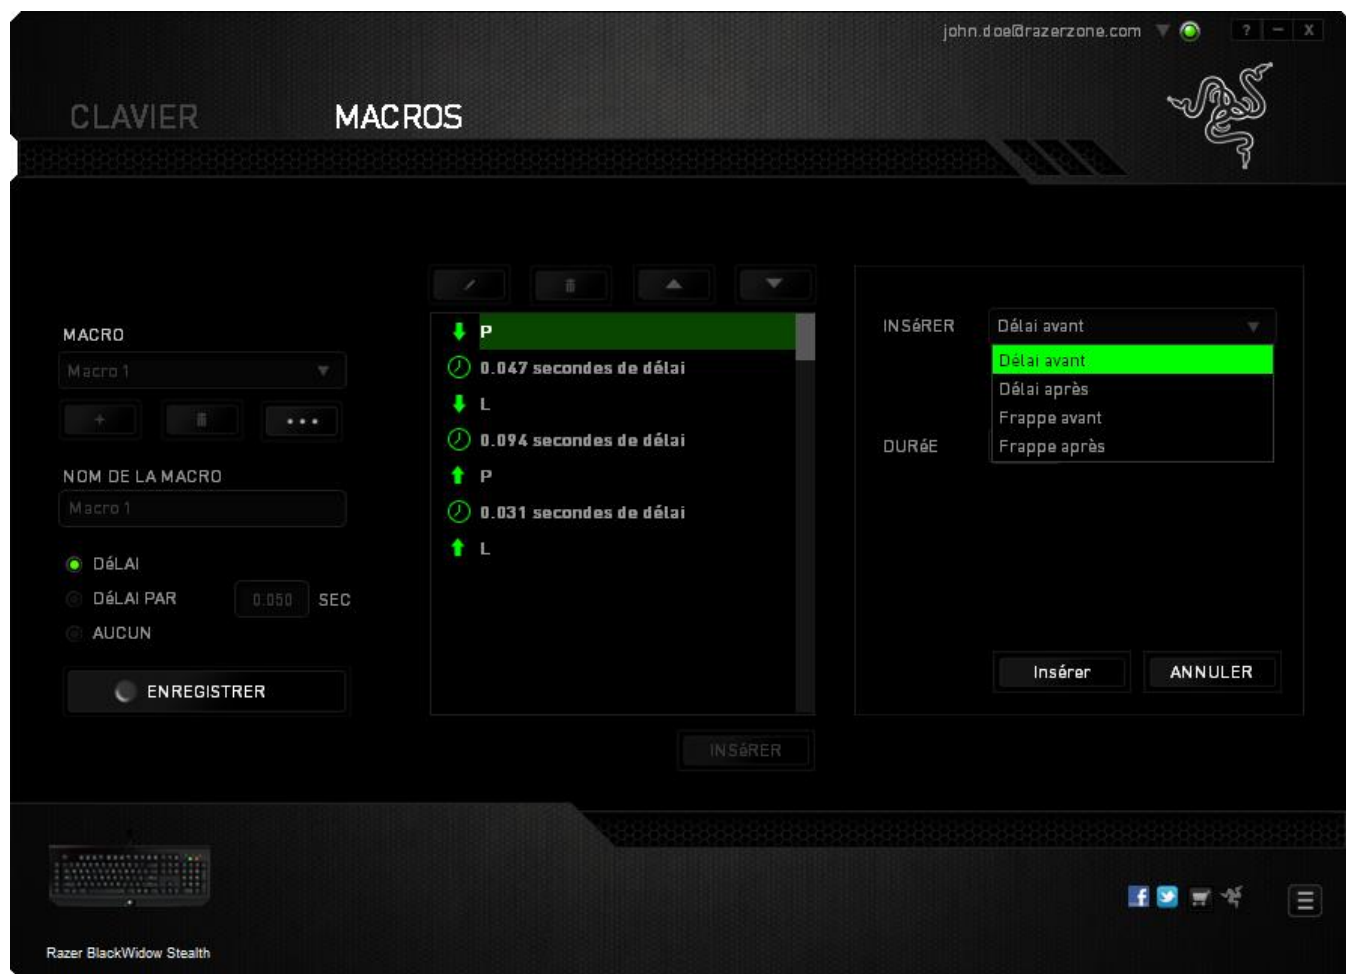 john.doe@razerzone.com
? – X
CLAVIER MACROS
MACRO
Macro 1
+
NOM DE LA MACRO
Macro 1
DéLAI
DéLAI PAR 0.050 SEC
AUCUN
ENREGISTRER
P
0.047 secondes de délai
L
0.094 secondes de délai
P
0.031 secondes de délai
L
INSéRER
INSéRER Délai avant
Délai avant
Délai après
Frappe avant
Frappe après
DURéE
Insérer ANNULER
Razer BlackWidow Stealth